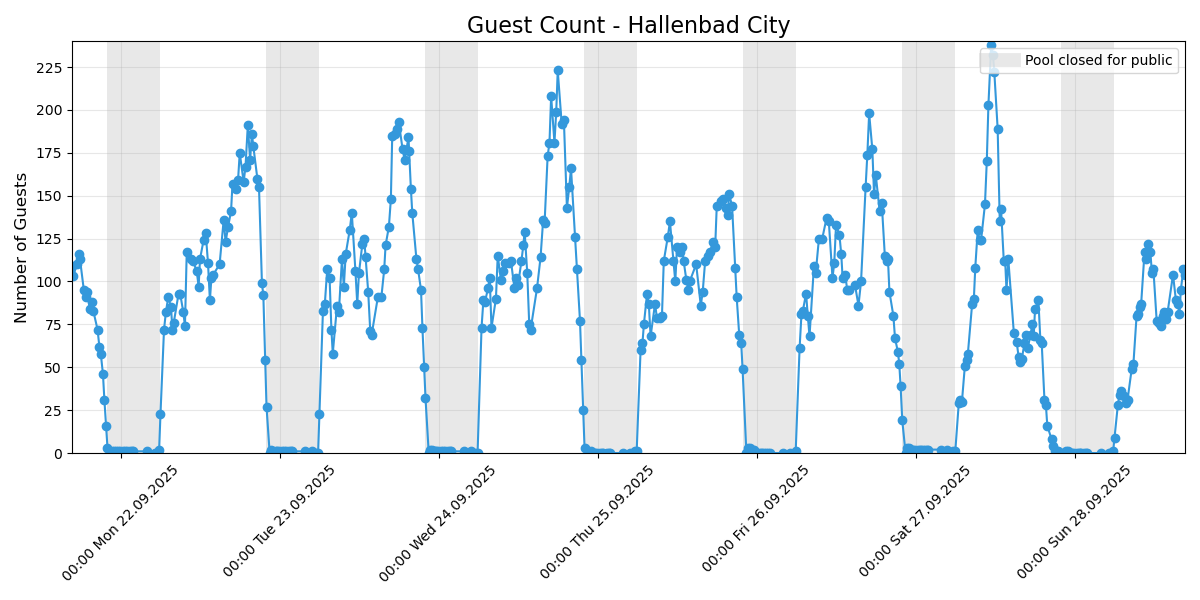 Guest Count - Hallenbad City
Pool closed for public
Number of Guests
225
200
175
150
125
100
75
50
25
0
00:00 Mon 22.09.2025
00:00 Tue 23.09.2025
00:00 Wed 24.09.2025
00:00 Thu 25.09.2025
00:00 Fri 26.09.2025
00:00 Sat 27.09.2025
00:00 Sun 28.09.2025